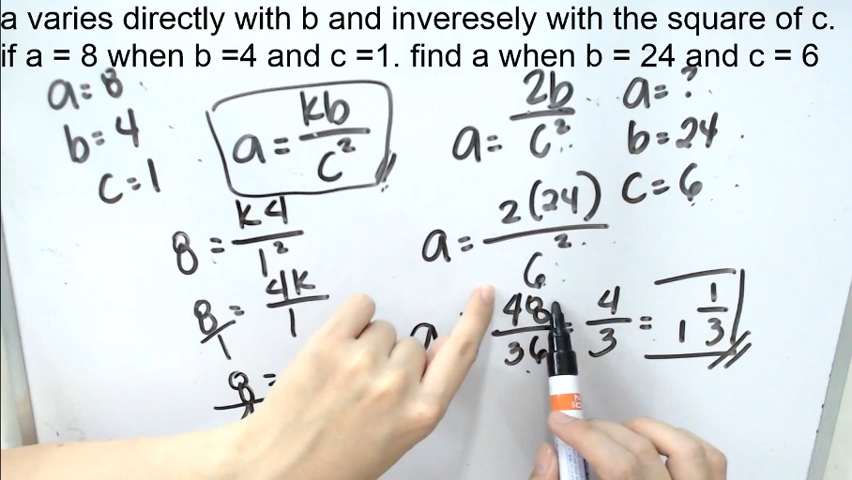 a varies directly with b and inveresely with the square of c.
if a = 8 when b =4 and c =1. find a when b = 24 and c = 6
a=8
b=4
c=1
a= kb/c²
8= k4/1²
8/1 = 4k/1
8 =
a= 2b/c²
a=?
b=24
c=6
a= 2(24)/6²
a 48/36 = 4/3 = 1 1/3